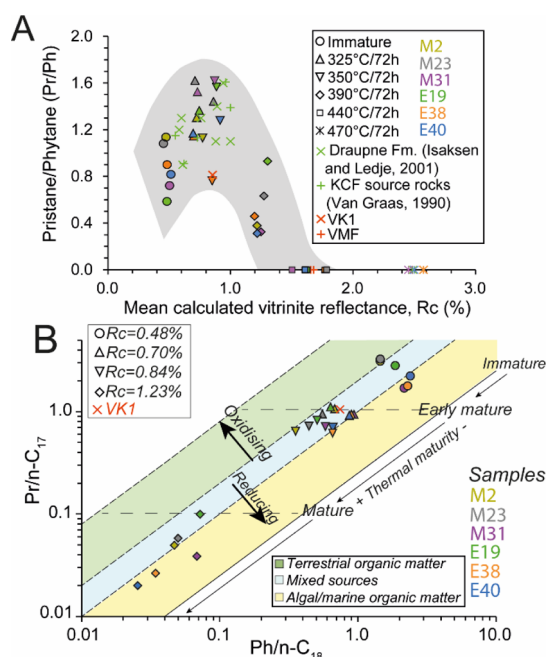 A
Pristane/Phytane (Pr/Ph)
2.0
1.6
1.2
0.8
0.4
0.0
0.0
1.0
2.0
3.0
Mean calculated vitrinite reflectance, Rc (%)
Immature
325°C/72h
350°C/72h
390°C/72h
440°C/72h
470°C/72h
Draupne Fm. (Isaksen
and Ledje, 2001)
KCF source rocks
(Van Graas, 1990)
VK1
VMF
M2
M23
M31
E19
E38
E40
B
Rc=0.48%
Rc=0.70%
Rc=0.84%
Rc=1.23%
VK1
Pr/n-C17
1.0
0.1
0.01
0.01
0.1
1.0
10.0
Ph/n-C18
xidising
Reducing
Immature
Early mature
Mature
+ Thermal maturity -
Samples
M2
M23
M31
E19
E38
E40
Terrestrial organic matter
Mixed sources
Algal/marine organic matter